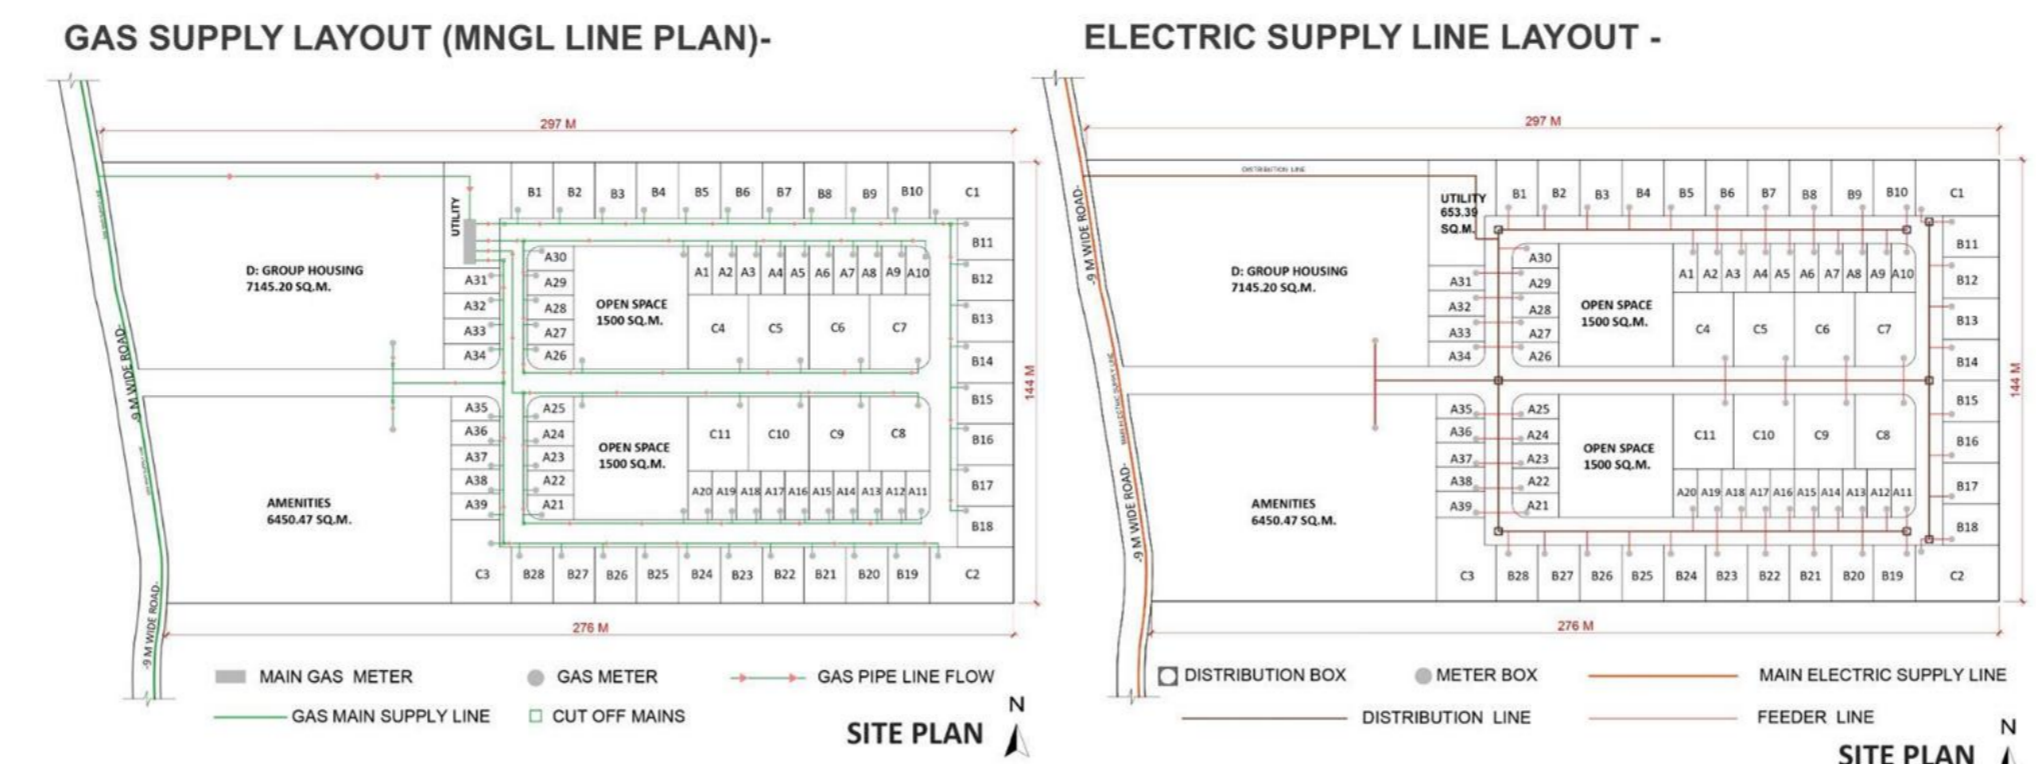 GAS SUPPLY LAYOUT (MNGL LINE PLAN)-
297 M
B1 B2 B3 B4 B5 B6 B7 B8 B9 B10 C1
UTILITY
B11
A30
A31 A29 A1 A2 A3 A4 A5 A6 A7 A8 A9 A10 B12
D: GROUP HOUSING
7145.20 SQ.M.
A32 A28
OPEN SPACE
1500 SQ.M.
A33 A27 C4 C5 C6 C7 B13
A34 A26 B14
-9 M WIDE ROAD-
144 M
B15
A35 A25
A36 A24 C11 C10 C9 C8 B16
OPEN SPACE
1500 SQ.M.
A37 A23
A38 A22 A20 A19 A18 A17 A16 A15 A14 A13 A12 A11 B17
AMENITIES
6450.47 SQ.M.
A39 A21
B18
C3 B28 B27 B26 B25 B24 B23 B22 B21 B20 B19 C2
-9 M WIDE ROAD-
276 M
MAIN GAS METER
GAS METER
GAS PIPE LINE FLOW
GAS MAIN SUPPLY LINE
CUT OFF MAINS
N
SITE PLAN
ELECTRIC SUPPLY LINE LAYOUT -
297 M
DISTRIBUTION LINE
B1 B2 B3 B4 B5 B6 B7 B8 B9 B10 C1
UTILITY
653.39
SQ.M.
-9 M WIDE ROAD-
B11
A30
A31 A29 A1 A2 A3 A4 A5 A6 A7 A8 A9 A10 B12
D: GROUP HOUSING
7145.20 SQ.M.
A32 A28
OPEN SPACE
1500 SQ.M.
A33 A27 C4 C5 C6 C7 B13
A34 A26 B14
144 M
B15
A35 A25
A36 A24 C11 C10 C9 C8 B16
OPEN SPACE
1500 SQ.M.
A37 A23
A38 A22 A20 A19 A18 A17 A16 A15 A14 A13 A12 A11 B17
AMENITIES
6450.47 SQ.M.
A39 A21
B18
-9 M WIDE ROAD-
C3 B28 B27 B26 B25 B24 B23 B22 B21 B20 B19 C2
276 M
DISTRIBUTION BOX
METER BOX
MAIN ELECTRIC SUPPLY LINE
DISTRIBUTION LINE
FEEDER LINE
N
SITE PLAN